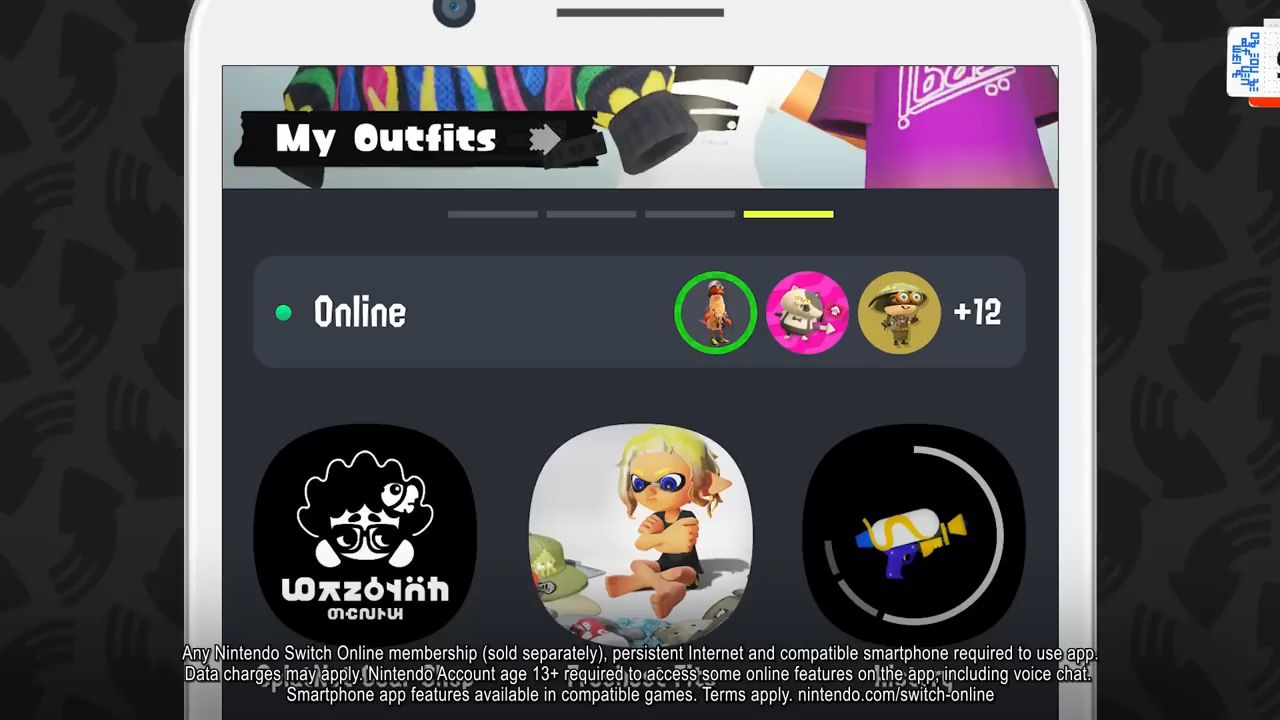 My Outfits
Online
+12
Any Nintendo Switch Online membership (sold separately), persistent Internet and compatible smartphone required to use app.
Data charges may apply. Nintendo Account age 13+ required to access some online features on the app, including voice chat.
Smartphone app features available in compatible games. Terms apply. nintendo.com/switch-online